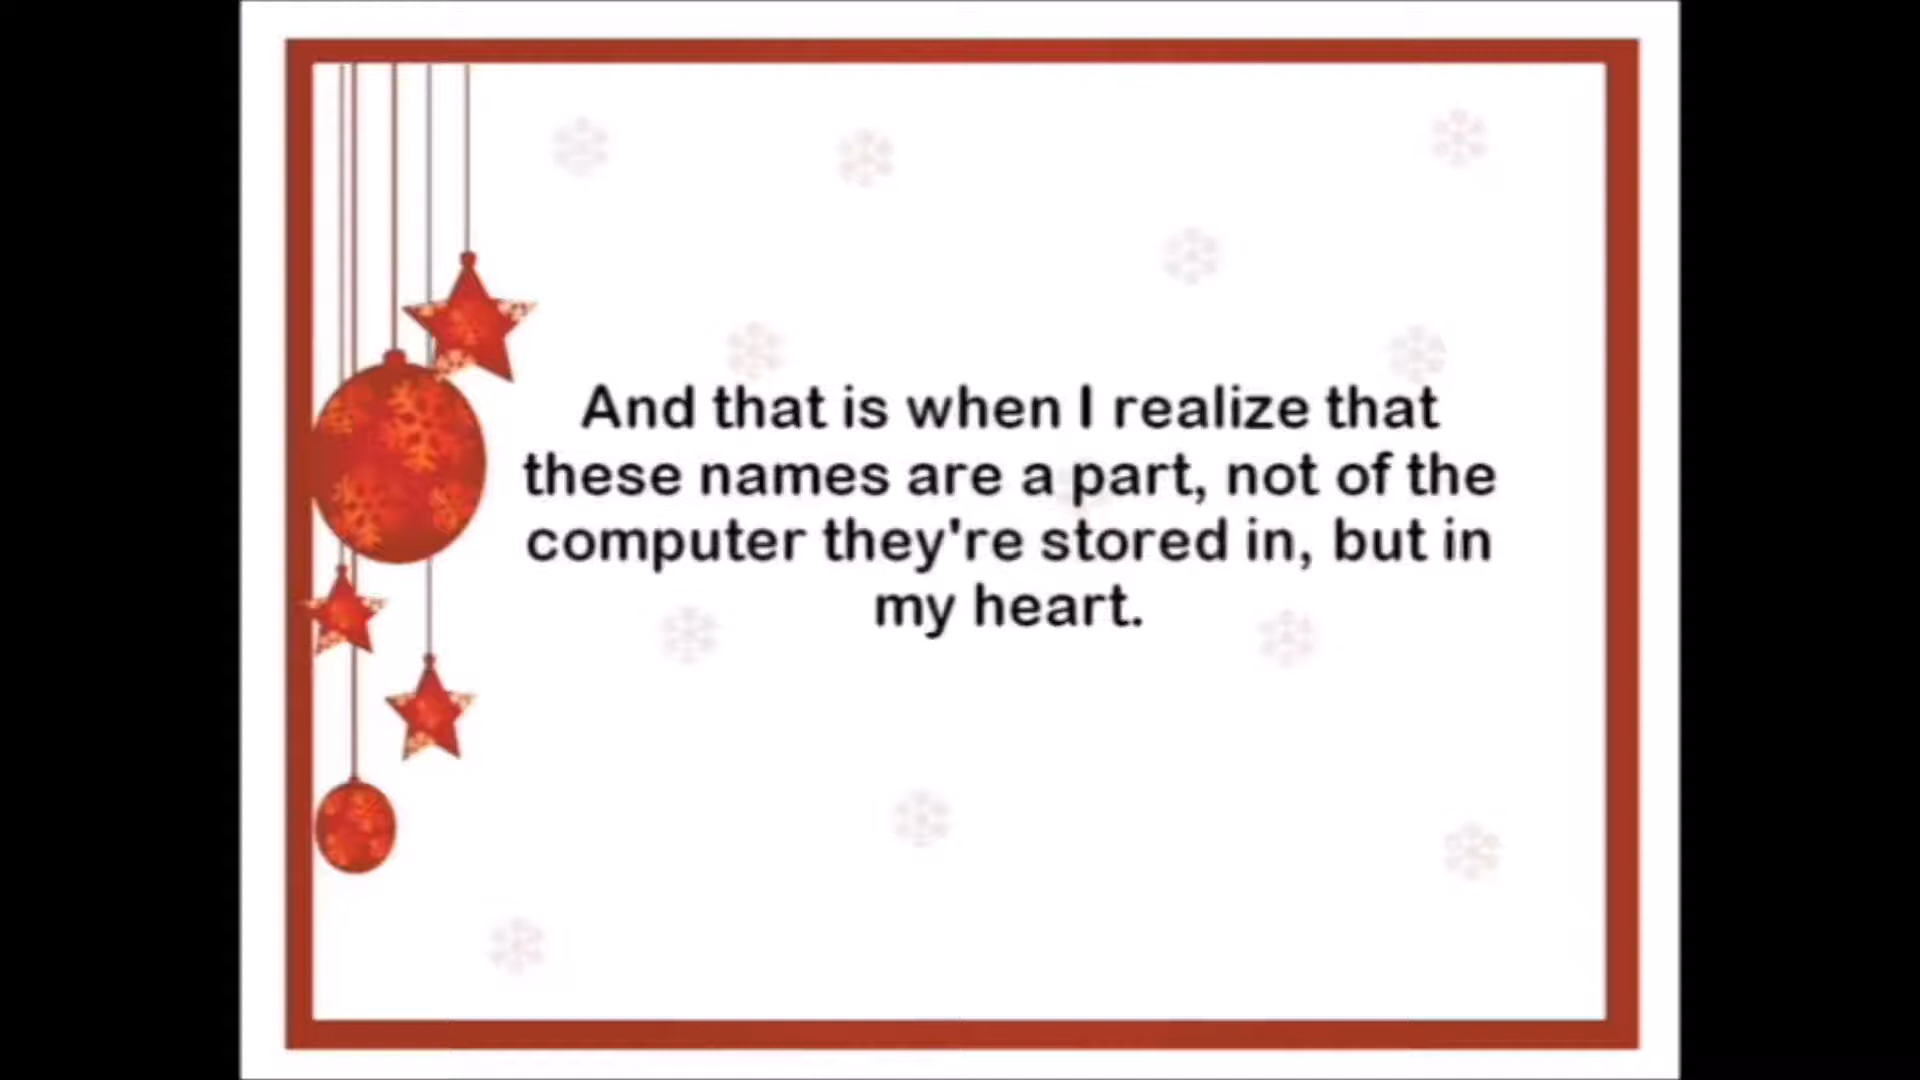 And that is when I realize that
these names are a part, not of the
computer they're stored in, but in
my heart.